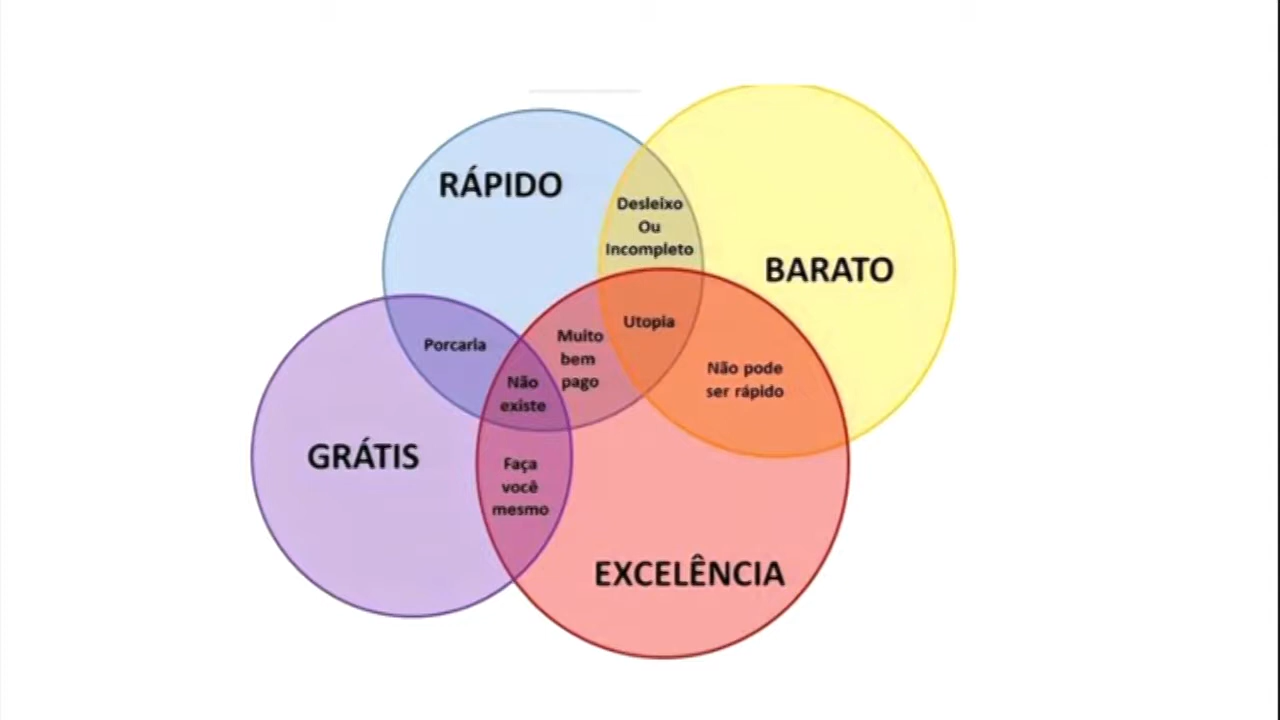 RÁPIDO
Desleixo
Ou
Incompleto
BARATO
Utopia
Muito
bem
pago
Porcaria
Não pode
ser rápido
Não
existe
GRÁTIS
Faça
você
mesmo
EXCELÊNCIA